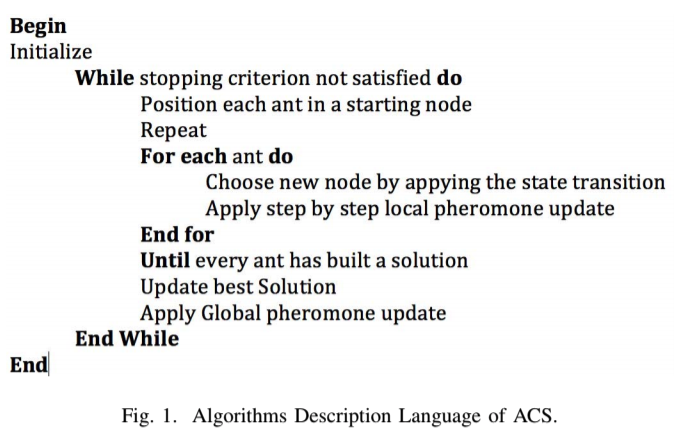 Begin
Initialize
While stopping criterion not satisfied do
Position each ant in a starting node
Repeat
For each ant do
Choose new node by appying the state transition
Apply step by step local pheromone update
End for
Until every ant has built a solution
Update best Solution
Apply Global pheromone update
End While
End
Fig. 1. Algorithms Description Language of ACS.